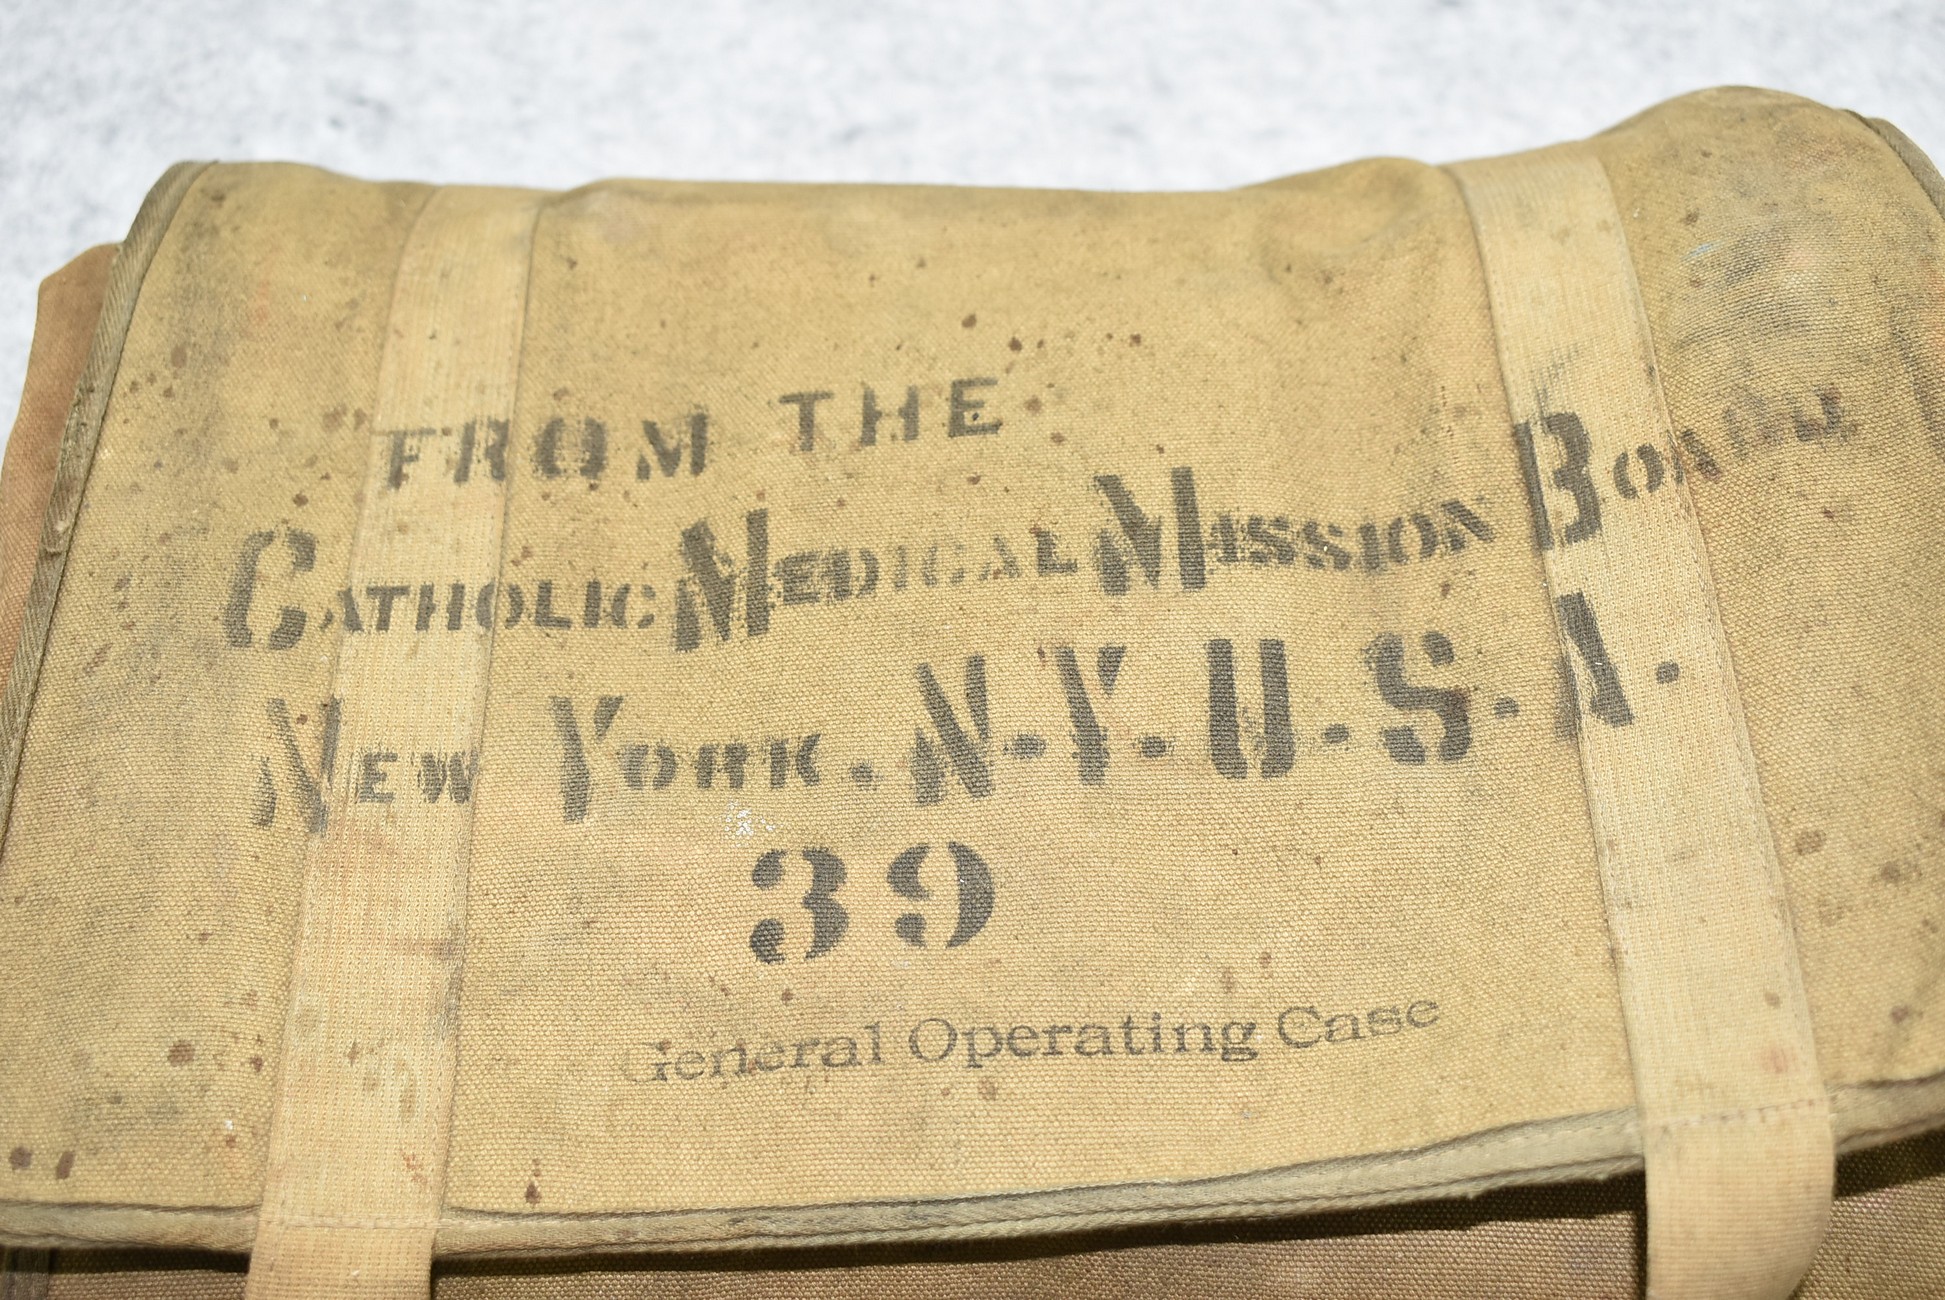 FROM THE
CATHOLIC MEDICAL MISSION BOARD
NEW YORK. N.Y. U.S.A.
39
General Operating Case